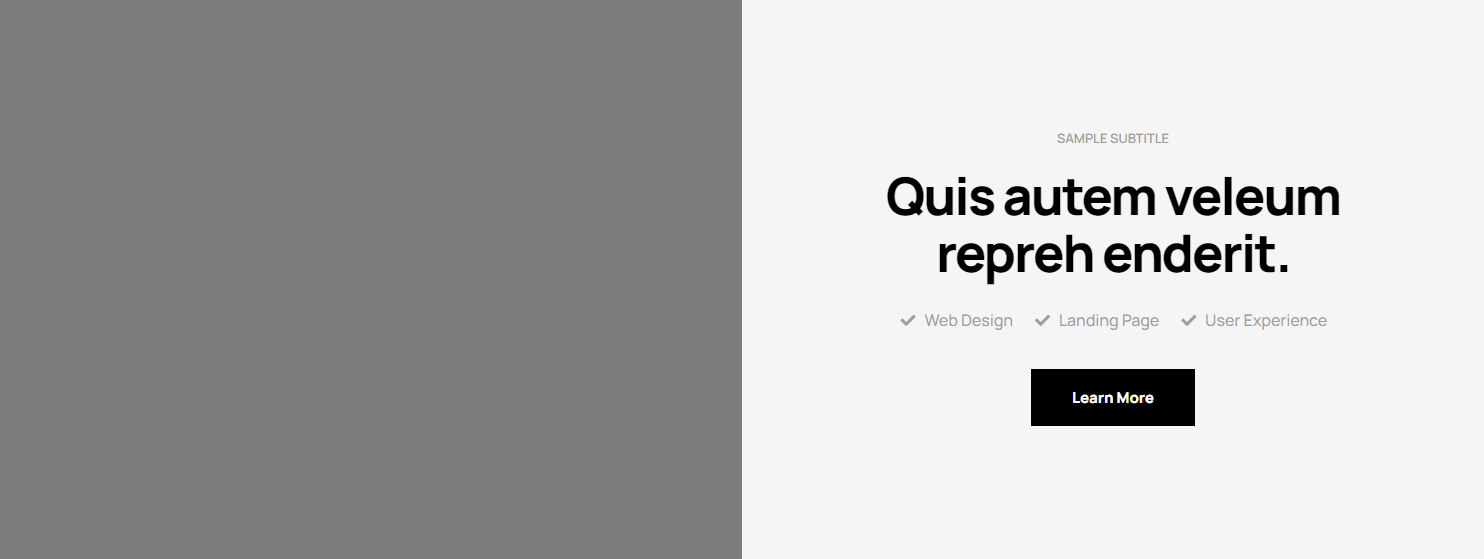 SAMPLE SUBTITLE
Quis autem veleum
repreh enderit.
Web Design Landing Page User Experience
Learn More